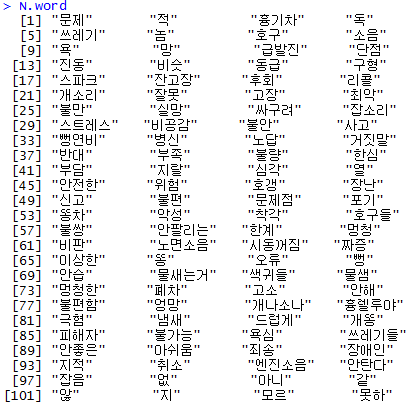 > N.word
[1] "문제" "적" "흉기차" "독"
[5] "쓰레기" "놈" "호구" "소음"
[9] "욕" "망" "급발진" "단점"
[13] "진동" "비슷" "동급" "구형"
[17] "스파크" "잔고장" "후회" "리콜"
[21] "개소리" "잘못" "고장" "최악"
[25] "불만" "실망" "싸구려" "잡소리"
[29] "스트레스" "비공감" "불안" "사고"
[33] "뻥연비" "병신" "노답" "거짓말"
[37] "반대" "부족" "불량" "한심"
[41] "부담" "지랄" "심각" "열"
[45] "안전한" "위험" "호갱" "장난"
[49] "신고" "불편" "문제점" "포기"
[53] "똥차" "악성" "착각" "호구들"
[57] "불쌍" "안팔리는" "한계" "멍청"
[61] "비판" "노면소음" "시동꺼짐" "짜증"
[65] "이상한" "똥" "오류" "뻥"
[69] "안습" "물새는거" "색귀들" "물샘"
[73] "멍청한" "폐차" "고소" "안해"
[77] "불편함" "엉망" "개나소나" "흉휄루야"
[81] "극혐" "냄새" "드럽게" "개똥"
[85] "피해자" "불가능" "욕심" "쓰레기들"
[89] "안좋은" "아쉬움" "죄송" "장애인"
[93] "지적" "취소" "엔진소음" "안탄다"
[97] "잡음" "없" "아니" "갈"
[101] "않" "지" "모르" "못하"